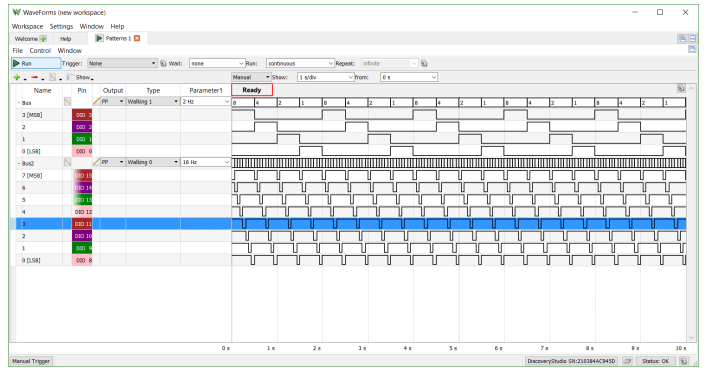 WaveForms (new workspace)
Workspace Settings Window Help
Welcome Help Patterns 1
File Control Window
Run Trigger: None Wait: none Run: continuous Repeat: infinite
Show Manual Show: 1 s/div From: 0 s
Name Pin Output Type Parameter1 Ready
Bus PP Walking 1 2 Hz 8 4 2 1 8 4 2 1 8 4 2 1 8 4 2 1 8 4 2 1
3 [MSB] DIO 3
2 DIO 2
1 DIO 1
0 [LSB] DIO 0
Bus2 PP Walking 0 16 Hz
7 [MSB] DIO 15
6 DIO 14
5 DIO 13
4 DIO 12
3 DIO 11
2 DIO 10
1 DIO 9
0 [LSB] DIO 8
0 s 1 s 2 s 3 s 4 s 5 s 6 s 7 s 8 s 9 s 10 s
Manual Trigger DiscoveryStudio SN:210384AC9450 Status: OK